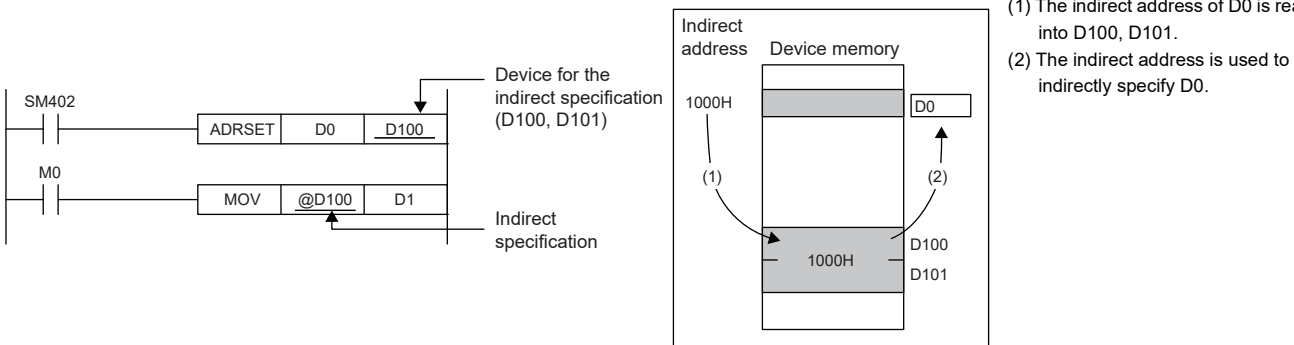 SM402
ADRSET D0 D100
Device for the
indirect specification
(D100, D101)
M0
MOV @D100 D1
Indirect
specification
Indirect
address
Device memory
1000H
D0
(1)
(2)
1000H
D100
D101
(1) The indirect address of D0 is
into D100, D101.
(2) The indirect address is used to
indirectly specify D0.